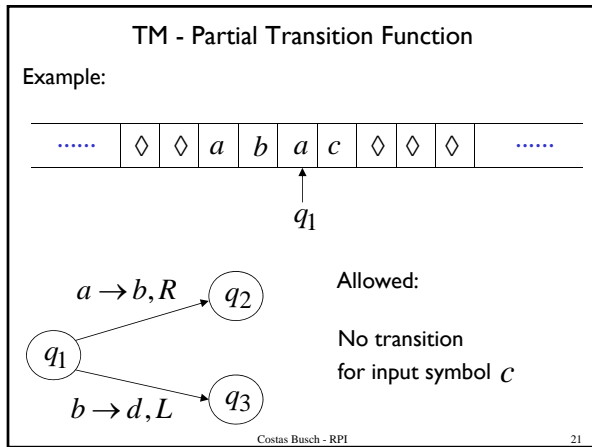 TM - Partial Transition Function
Example:
...... ◊ ◊ a b a c ◊ ◊ ◊ ......
q₁
a → b, R
q₂
Allowed:
q₁
No transition
for input symbol c
b → d, L
q₃
Costas Busch - RPI
21